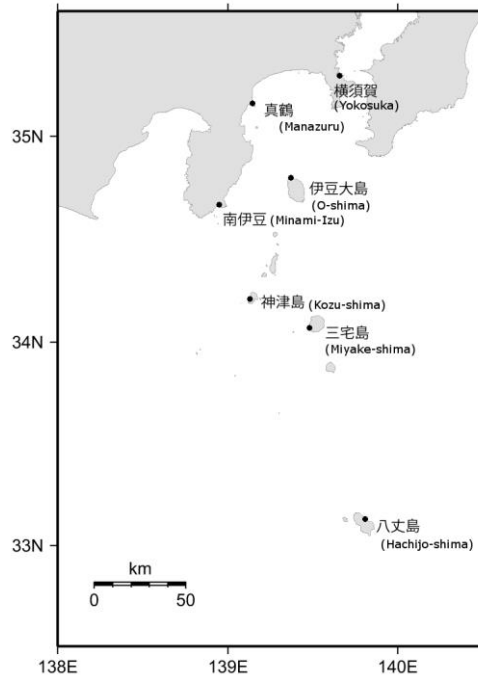 横須賀
(Yokosuka)
真鶴
(Manazuru)
35N
伊豆大島
(O-shima)
南伊豆 (Minami-Izu)
神津島 (Kozu-shima)
三宅島
(Miyake-shima)
34N
八丈島
(Hachijo-shima)
33N
km
0 50
138E 139E 140E